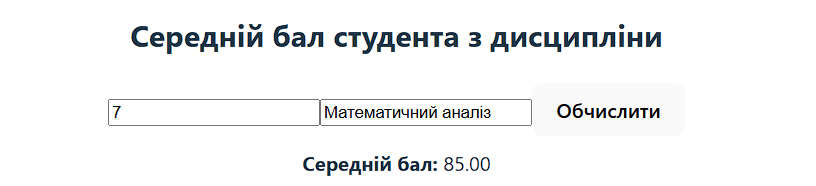 Середній бал студента з дисципліни
7 Математичний аналіз Обчислити
Середній бал: 85.00